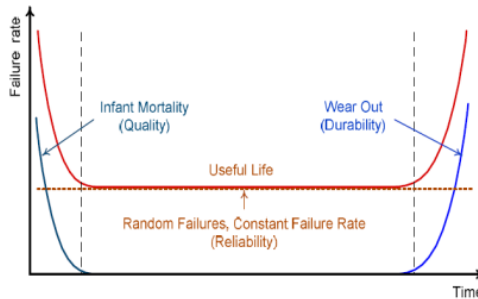 Failure rate
Infant Mortality
(Quality)
Wear Out
(Durability)
Useful Life
Random Failures, Constant Failure Rate
(Reliability)
Time